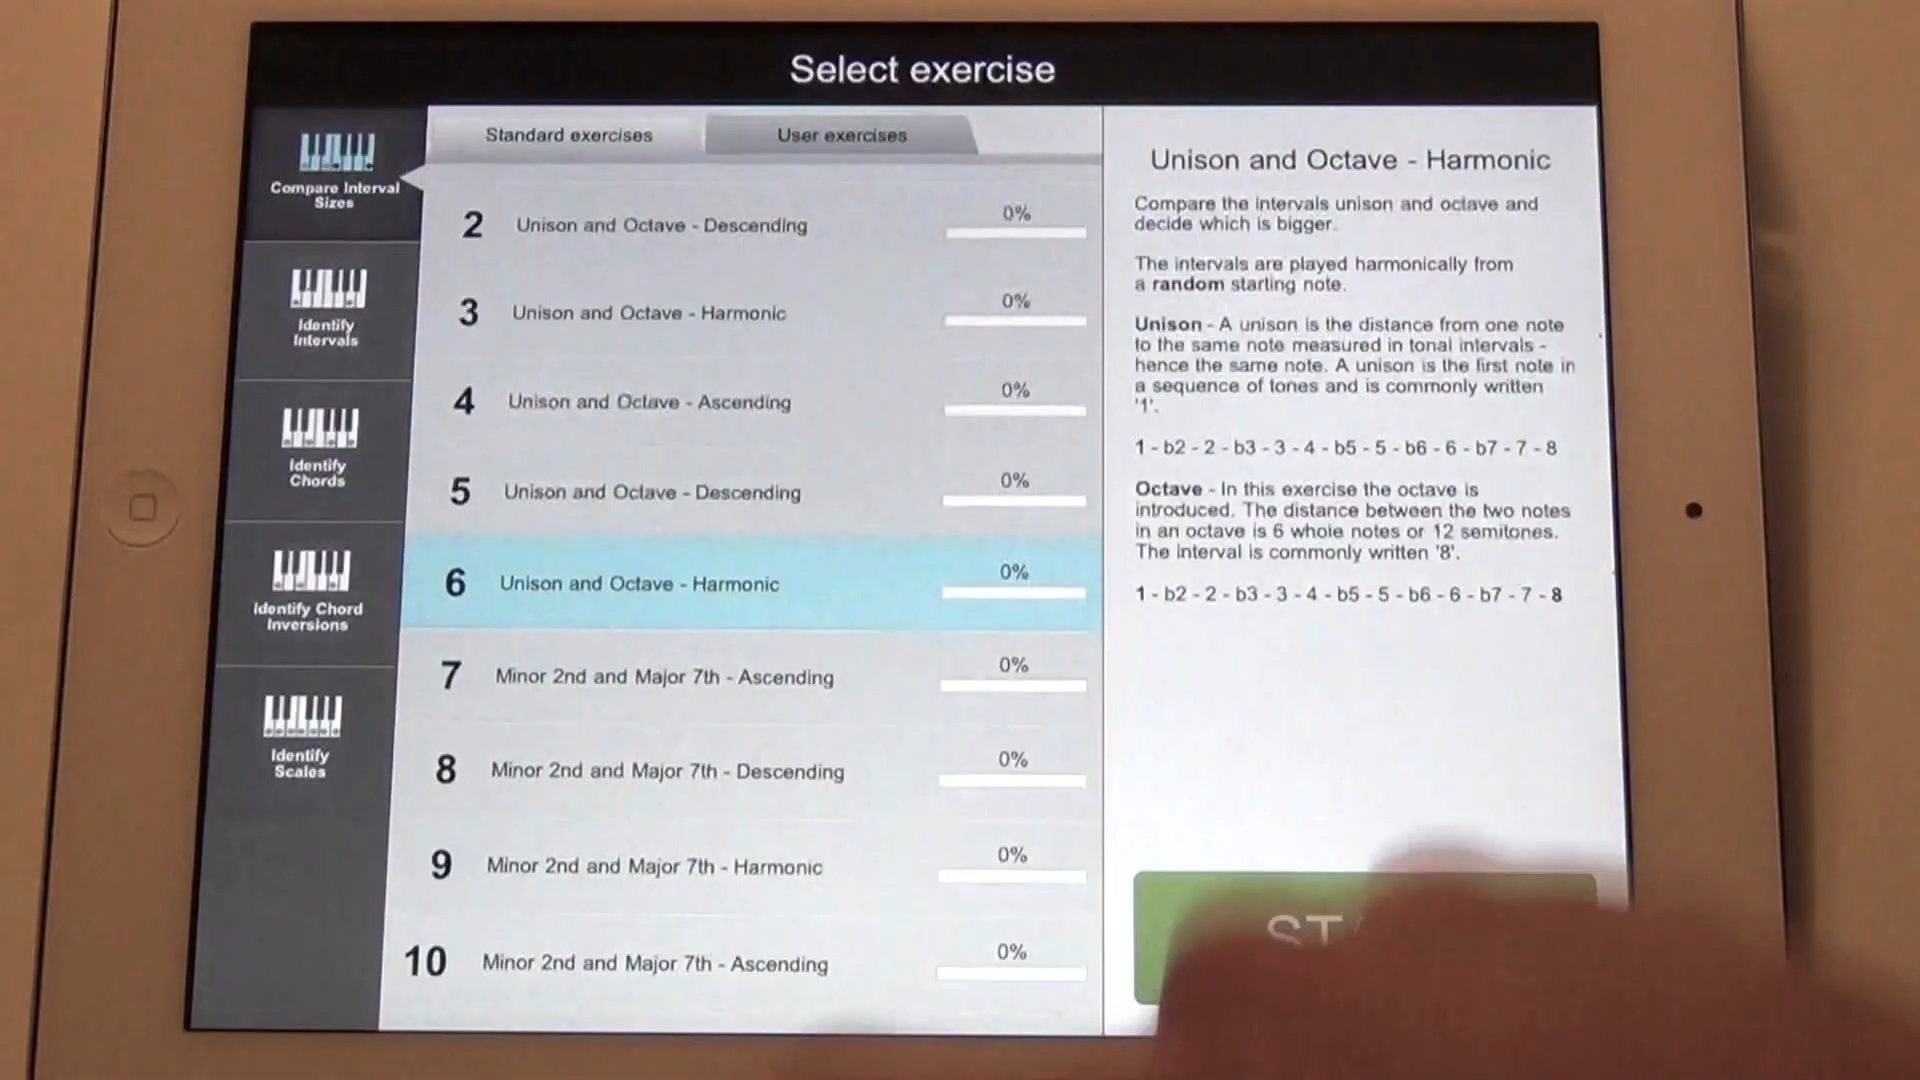 Select exercise
Compare Interval
Sizes
Identify
Intervals
Identify
Chords
Identify Chord
Inversions
Identify
Scales
Standard exercises
User exercises
2 Unison and Octave - Descending 0%
3 Unison and Octave - Harmonic 0%
4 Unison and Octave - Ascending 0%
5 Unison and Octave - Descending 0%
6 Unison and Octave - Harmonic 0%
7 Minor 2nd and Major 7th - Ascending 0%
8 Minor 2nd and Major 7th - Descending 0%
9 Minor 2nd and Major 7th - Harmonic 0%
10 Minor 2nd and Major 7th - Ascending 0%
Unison and Octave - Harmonic
Compare the intervals unison and octave and
decide which is bigger.
The intervals are played harmonically from
a random starting note.
Unison - A unison is the distance from one note
to the same note measured in tonal intervals -
hence the same note. A unison is the first note in
a sequence of tones and is commonly written
'1'.
1 - b2 - 2 - b3 - 3 - 4 - b5 - 5 - b6 - 6 - b7 - 7 - 8
Octave - In this exercise the octave is
introduced. The distance between the two notes
in an octave is 6 whole notes or 12 semitones.
The interval is commonly written '8'.
1 - b2 - 2 - b3 - 3 - 4 - b5 - 5 - b6 - 6 - b7 - 7 - 8